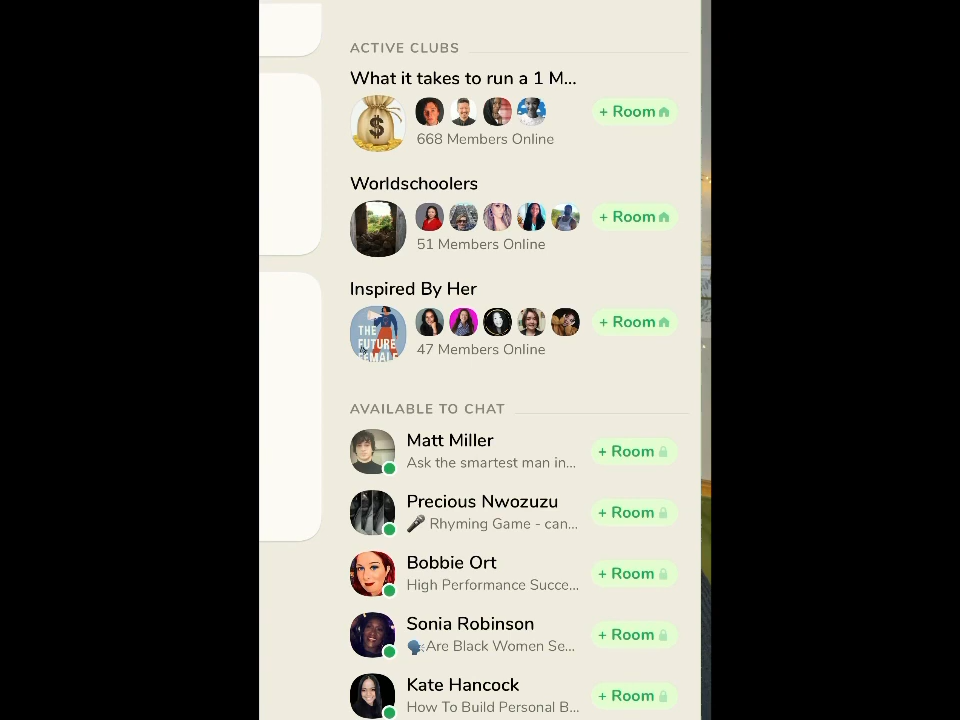 ACTIVE CLUBS
What it takes to run a 1 M...
$
+ Room
668 Members Online
Worldschoolers
+ Room
51 Members Online
Inspired By Her
THE
FUTURE
FEMALE
+ Room
47 Members Online
AVAILABLE TO CHAT
Matt Miller
Ask the smartest man in...
+ Room
Precious Nwozuzu
🎤 Rhyming Game - can...
+ Room
Bobbie Ort
High Performance Succe...
+ Room
Sonia Robinson
🗣️Are Black Women Se...
+ Room
Kate Hancock
How To Build Personal B...
+ Room